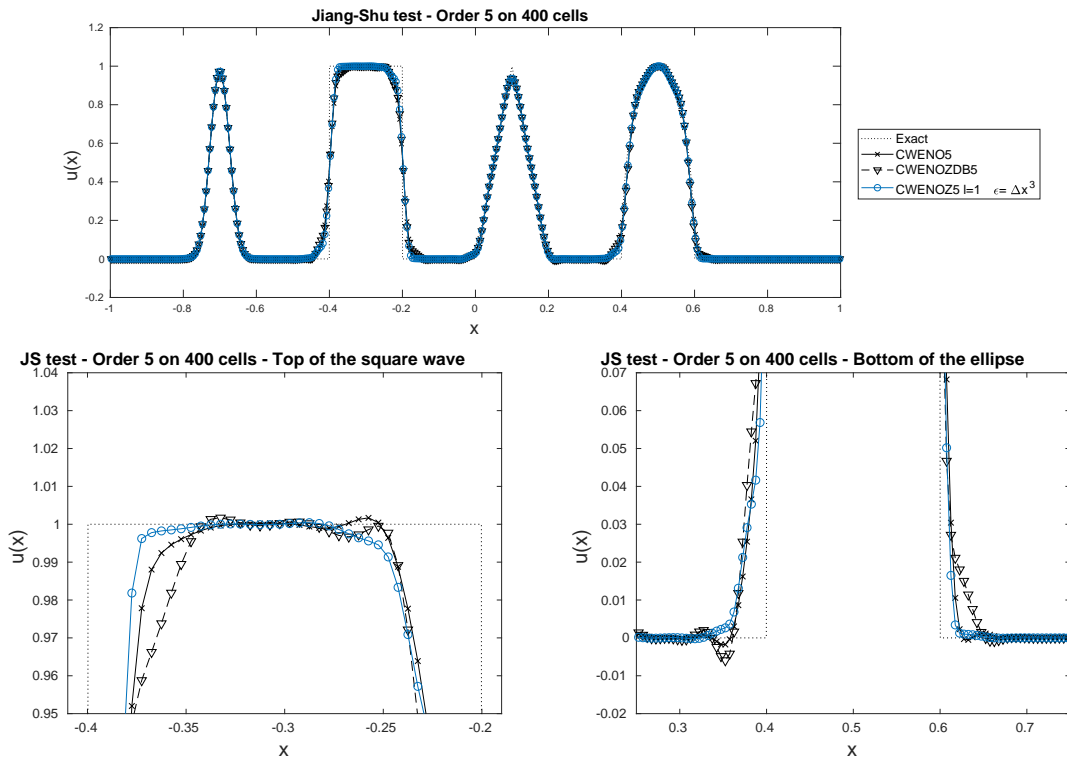 Jiang-Shu test - Order 5 on 400 cells
1.2
1
0.8
0.6
0.4
0.2
0
-0.2
u(x)
-1 -0.8 -0.6 -0.4 -0.2 0 0.2 0.4 0.6 0.8 1
x
Exact
CWENO5
CWENOZDB5
CWENOZ5 l=1 ϵ= Δx³
JS test - Order 5 on 400 cells - Top of the square wave
1.04
1.03
1.02
1.01
1
0.99
0.98
0.97
0.96
0.95
u(x)
-0.4 -0.35 -0.3 -0.25 -0.2
x
JS test - Order 5 on 400 cells - Bottom of the ellipse
0.07
0.06
0.05
0.04
0.03
0.02
0.01
0
-0.01
-0.02
u(x)
0.3 0.4 0.5 0.6 0.7
x